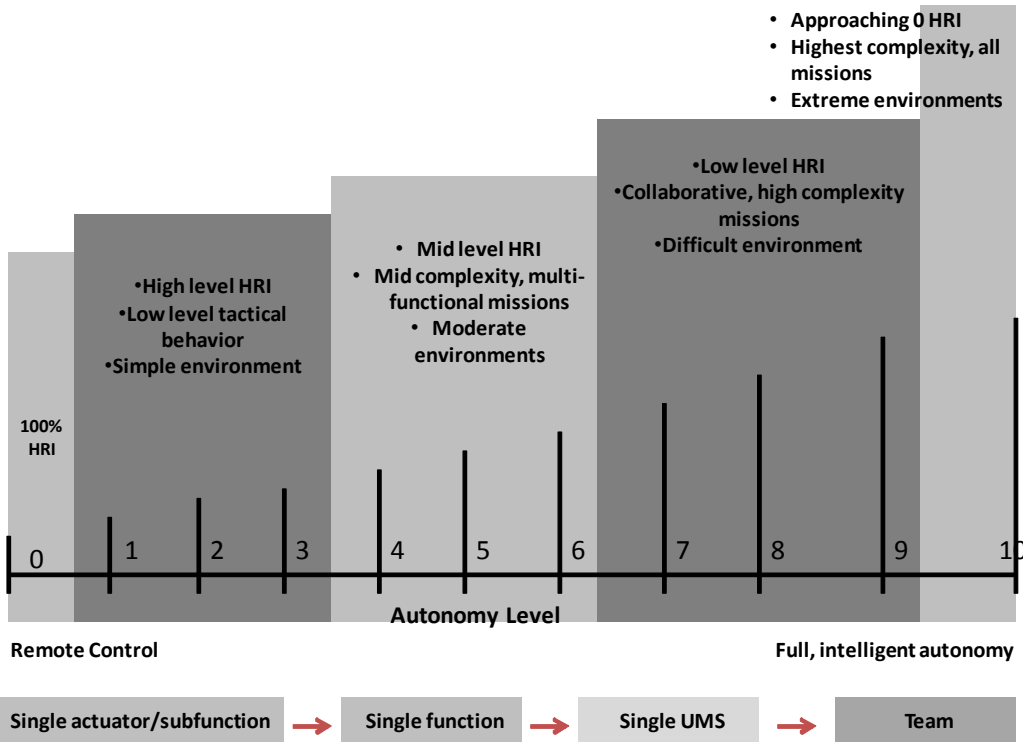 • Approaching 0 HRI
• Highest complexity, all
missions
• Extreme environments
•Low level HRI
•Collaborative, high complexity
missions
•Difficult environment
• Mid level HRI
• Mid complexity, multi-
functional missions
• Moderate
environments
•High level HRI
•Low level tactical
behavior
•Simple environment
100%
HRI
0 1 2 3 4 5 6 7 8 9 10
Autonomy Level
Remote Control
Full, intelligent autonomy
Single actuator/subfunction
Single function
Single UMS
Team